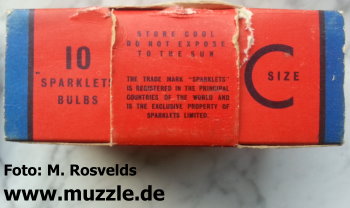 10
"SPARKLETS"
BULBS
STORE COOL
DO NOT EXPOSE
TO THE SUN
THE TRADE MARK "SPARKLETS"
IS REGISTERED IN THE PRINCIPAL
COUNTRIES OF THE WORLD AND
IS THE EXCLUSIVE PROPERTY OF
SPARKLETS LIMITED.
C SIZE
Foto: M. Rosvelds
www.muzzle.de